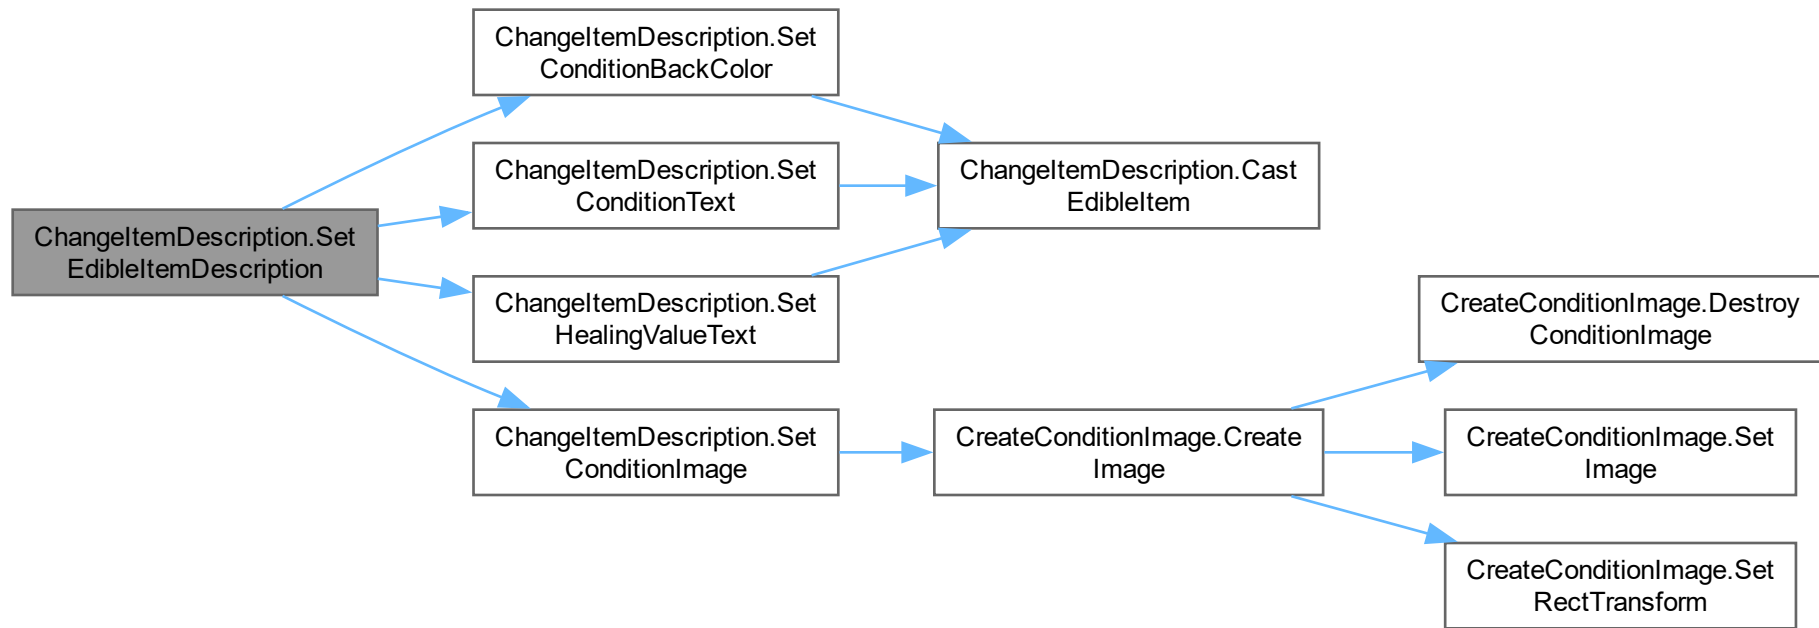 ChangeItemDescription.Set
EdibleItemDescription
ChangeItemDescription.Set
ConditionBackColor
ChangeItemDescription.Set
ConditionText
ChangeItemDescription.Set
HealingValueText
ChangeItemDescription.Set
ConditionImage
ChangeItemDescription.Cast
EdibleItem
CreateConditionImage.Create
Image
CreateConditionImage.Destroy
ConditionImage
CreateConditionImage.Set
Image
CreateConditionImage.Set
RectTransform